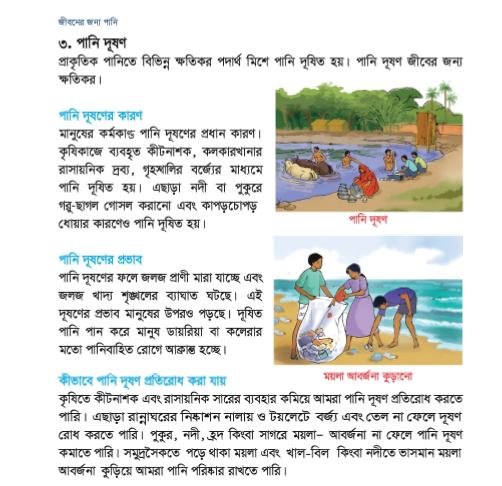 জীবনের জন্য পানি
৩. পানি দূষণ
প্রাকৃতিক পানিতে বিভিন্ন ক্ষতিকর পদার্থ মিশে পানি দূষিত হয়। পানি দূষণ জীবের জন্য
ক্ষতিকর।
পানি দূষণের কারণ
মানুষের কর্মকাণ্ড পানি দূষণের প্রধান কারণ।
কৃষিকাজে ব্যবহৃত কীটনাশক, কলকারখানার
রাসায়নিক দ্রব্য, গৃহস্থালির বর্জ্যের মাধ্যমে
পানি দূষিত হয়। এছাড়া নদী বা পুকুরে
গরু-ছাগল গোসল করানো এবং কাপড়চোপড়
ধোয়ার কারণেও পানি দূষিত হয়।
পানি দূষণ
পানি দূষণের প্রভাব
পানি দূষণের ফলে জলজ প্রাণী মারা যাচ্ছে এবং
জলজ খাদ্য শৃঙ্খলের ব্যাঘাত ঘটছে। এই
দূষণের প্রভাব মানুষের উপরও পড়ছে। দূষিত
পানি পান করে মানুষ ডায়রিয়া বা কলেরার
মতো পানিবাহিত রোগে আক্রান্ত হচ্ছে।
ময়লা আবর্জনা কুড়ানো
কীভাবে পানি দূষণ প্রতিরোধ করা যায়
কৃষিতে কীটনাশক এবং রাসায়নিক সারের ব্যবহার কমিয়ে আমরা পানি দূষণ প্রতিরোধ করতে
পারি। এছাড়া রান্নাঘরের নিষ্কাশন নালায় ও টয়লেটে বর্জ্য এবং তেল না ফেলে দূষণ
রোধ করতে পারি। পুকুর, নদী, হ্রদ কিংবা সাগরে ময়লা– আবর্জনা না ফেলে পানি দূষণ
কমাতে পারি। সমুদ্রসৈকতে পড়ে থাকা ময়লা এবং খাল-বিল কিংবা নদীতে ভাসমান ময়লা
আবর্জনা কুড়িয়ে আমরা পানি পরিষ্কার রাখতে পারি।